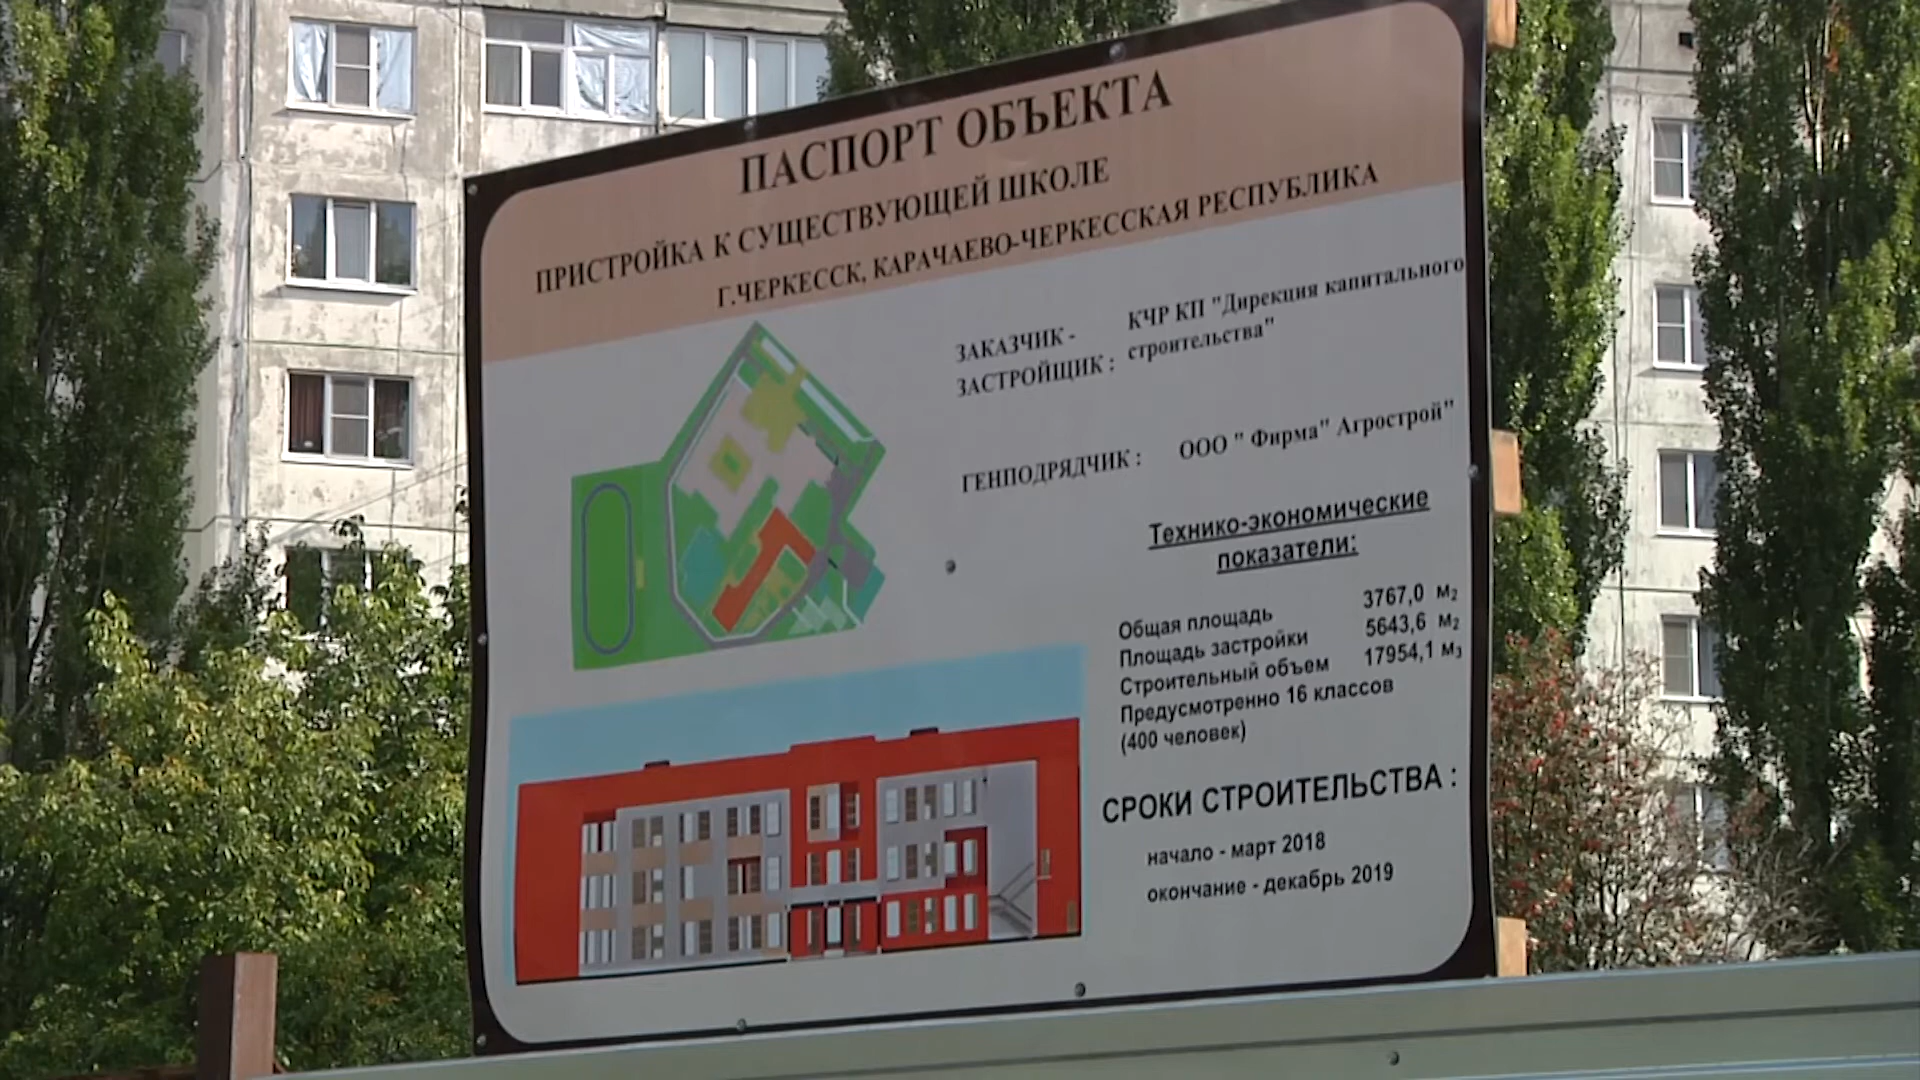 ПАСПОРТ ОБЪЕКТА
ПРИСТРОЙКА К СУЩЕСТВУЮЩЕЙ ШКОЛЕ
Г.ЧЕРКЕССК, КАРАЧАЕВО-ЧЕРКЕССКАЯ РЕСПУБЛИКА
ЗАКАЗЧИК - КЧР КП "Дирекция капитального
ЗАСТРОЙЩИК : строительства"
ГЕНПОДРЯДЧИК : ООО " Фирма" Агрострой"
Технико-экономические
показатели:
Общая площадь 3767,0 м2
Площадь застройки 5643,6 м2
Строительный объем 17954,1 м3
Предусмотренно 16 классов
(400 человек)
СРОКИ СТРОИТЕЛЬСТВА :
начало - март 2018
окончание - декабрь 2019